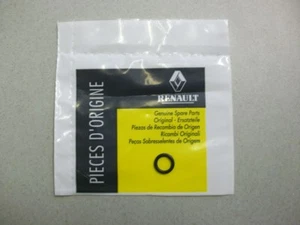 PIECES D'ORIGINE
RENAULT
Genuine Spare Parts
Original - Ersatzteile
Piezas de Recambio de Origen
Ricambi Originali
Peças Sobresselentes de Origem